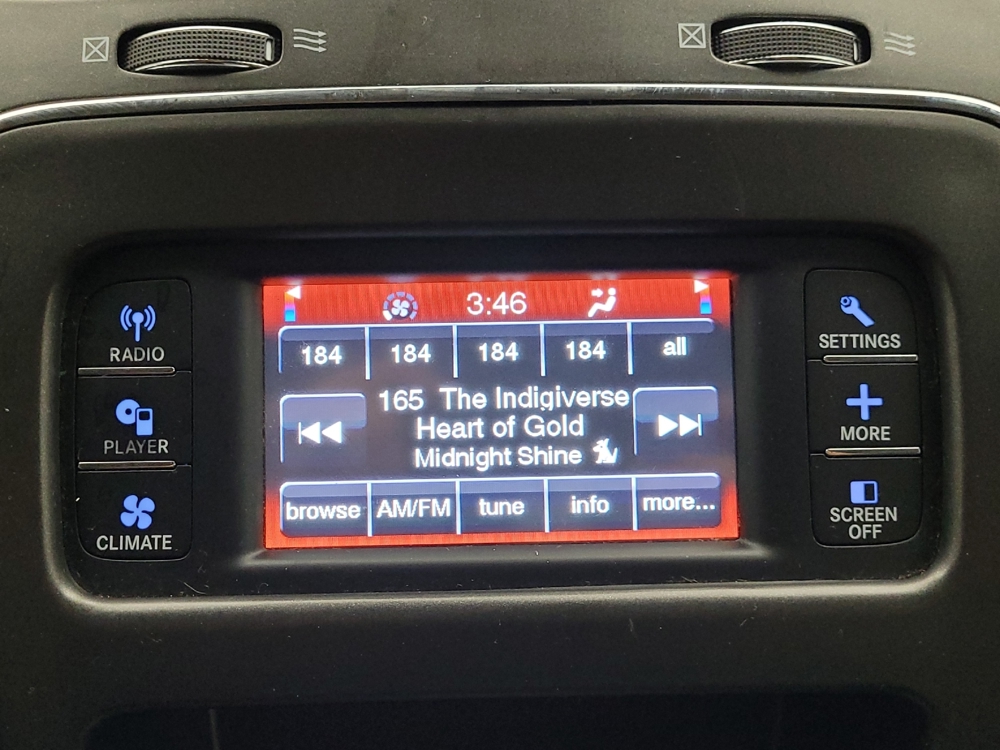 3:46
184 184 184 184 all
165 The Indigiverse
Heart of Gold
Midnight Shine
browse AM/FM tune info more...
RADIO
PLAYER
CLIMATE
SETTINGS
MORE
SCREEN
OFF